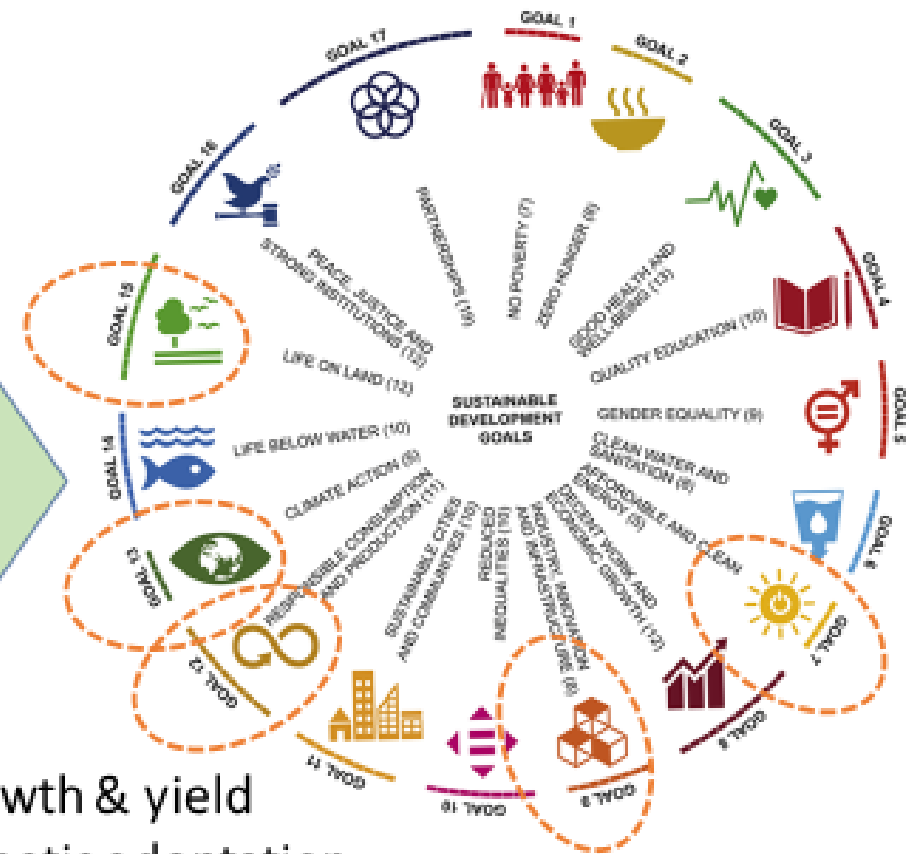 GOAL 1
GOAL 2
GOAL 3
GOAL 4
GOAL 5
GOAL 6
GOAL 7
GOAL 8
GOAL 9
GOAL 10
GOAL 11
GOAL 12
GOAL 13
GOAL 14
GOAL 15
GOAL 16
GOAL 17
SUSTAINABLE
DEVELOPMENT
GOALS
NO POVERTY (7)
ZERO HUNGER (8)
GOOD HEALTH AND
WELL-BEING (13)
QUALITY EDUCATION (10)
GENDER EQUALITY (9)
CLEAN WATER AND
SANITATION (8)
AFFORDABLE AND CLEAN
ENERGY (5)
DECENT WORK AND
ECONOMIC GROWTH (12)
INDUSTRY, INNOVATION
AND INFRASTRUCTURE (8)
REDUCED
INEQUALITIES (10)
SUSTAINABLE CITIES
AND COMMUNITIES (10)
RESPONSIBLE CONSUMPTION
AND PRODUCTION (11)
CLIMATE ACTION (5)
LIFE BELOW WATER (10)
LIFE ON LAND (12)
PEACE, JUSTICE AND
STRONG INSTITUTIONS (12)
PARTNERSHIPS (19)
wth & yield
adaptation